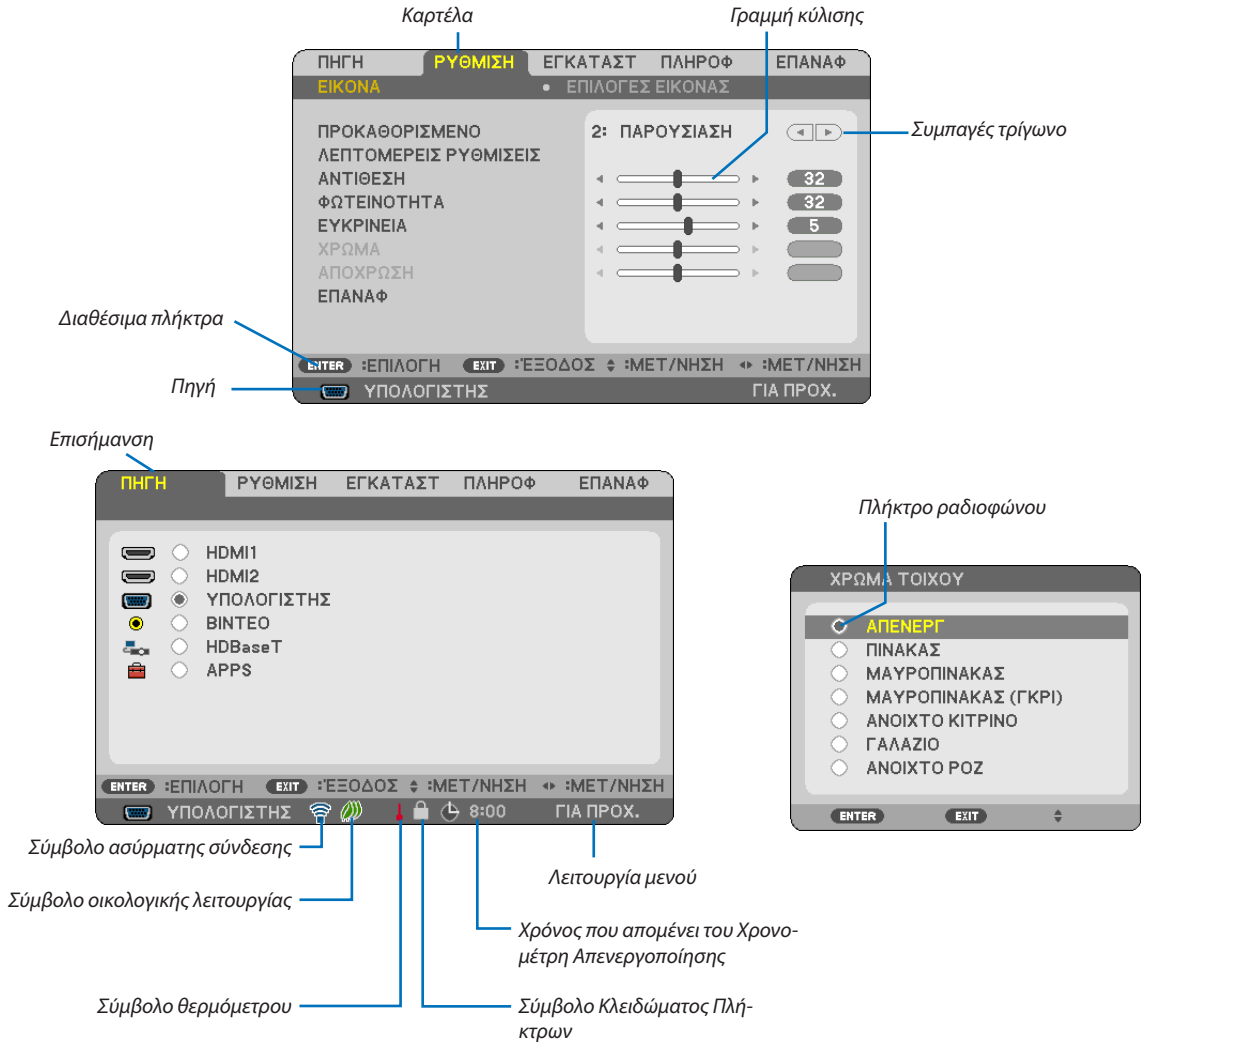 Καρτέλα
Γραμμή κύλισης
ΠΗΓΗ ΡΥΘΜΙΣΗ ΕΓΚΑΤΑΣΤ ΠΛΗΡΟΦ ΕΠΑΝΑΦ
ΕΙΚΟΝΑ • ΕΠΙΛΟΓΕΣ ΕΙΚΟΝΑΣ
ΠΡΟΚΑΘΟΡΙΣΜΕΝΟ 2: ΠΑΡΟΥΣΙΑΣΗ
Συμπαγές τρίγωνο
ΛΕΠΤΟΜΕΡΕΙΣ ΡΥΘΜΙΣΕΙΣ
ΑΝΤΙΘΕΣΗ 32
ΦΩΤΕΙΝΟΤΗΤΑ 32
ΕΥΚΡΙΝΕΙΑ 5
ΧΡΩΜΑ
ΑΠΟΧΡΩΣΗ
ΕΠΑΝΑΦ
Διαθέσιμα πλήκτρα
ENTER :ΕΠΙΛΟΓΗ EXIT :ΈΞΟΔΟΣ :ΜΕΤ/ΝΗΣΗ :ΜΕΤ/ΝΗΣΗ
Πηγή
ΥΠΟΛΟΓΙΣΤΗΣ ΓΙΑ ΠΡΟΧ.
Επισήμανση
ΠΗΓΗ ΡΥΘΜΙΣΗ ΕΓΚΑΤΑΣΤ ΠΛΗΡΟΦ ΕΠΑΝΑΦ
HDMI1
HDMI2
ΥΠΟΛΟΓΙΣΤΗΣ
ΒΙΝΤΕΟ
HDBaseT
APPS
ENTER :ΕΠΙΛΟΓΗ EXIT :ΈΞΟΔΟΣ :ΜΕΤ/ΝΗΣΗ :ΜΕΤ/ΝΗΣΗ
ΥΠΟΛΟΓΙΣΤΗΣ 8:00 ΓΙΑ ΠΡΟΧ.
Πλήκτρο ραδιοφώνου
ΧΡΩΜΑ ΤΟΙΧΟΥ
ΑΠΕΝΕΡΓ
ΠΙΝΑΚΑΣ
ΜΑΥΡΟΠΙΝΑΚΑΣ
ΜΑΥΡΟΠΙΝΑΚΑΣ (ΓΚΡΙ)
ΑΝΟΙΧΤΟ ΚΙΤΡΙΝΟ
ΓΑΛΑΖΙΟ
ΑΝΟΙΧΤΟ ΡΟΖ
ENTER EXIT
Σύμβολο ασύρματης σύνδεσης
Λειτουργία μενού
Σύμβολο οικολογικής λειτουργίας
Χρόνος που απομένει του Χρονο-
μέτρη Απενεργοποίησης
Σύμβολο θερμόμετρου
Σύμβολο Κλειδώματος Πλή-
κτρων